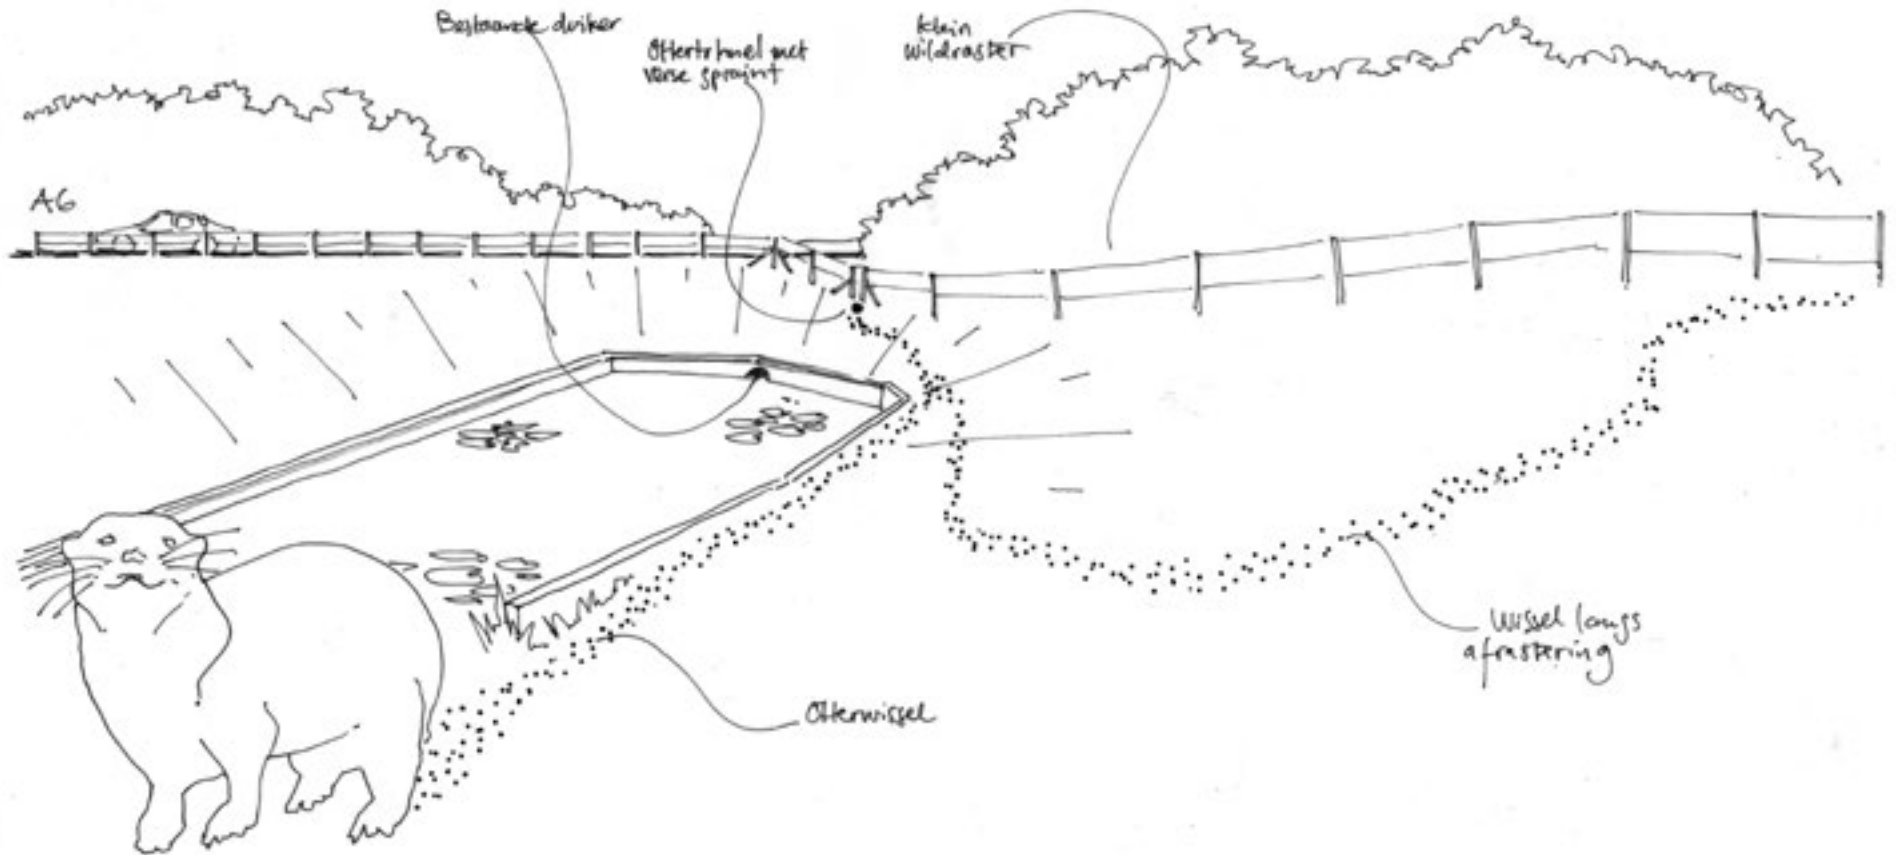 Bestaande duiker
Ottertunnel met
verse spraint
klein
wildraster
A6
Wissel langs
afrastering
Otterwissel